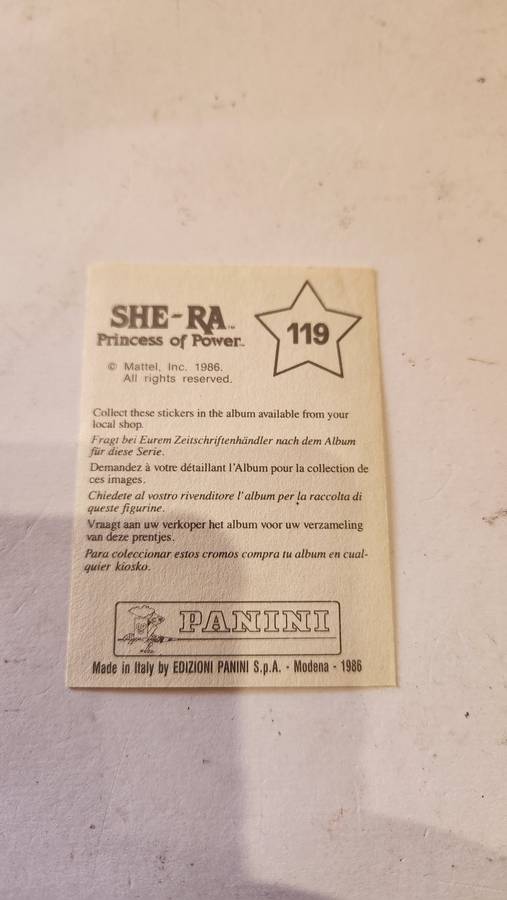 SHE-RA™
Princess of Power™
119
© Mattel, Inc. 1986.
All rights reserved.
Collect these stickers in the album available from your
local shop.
Fragt bei Eurem Zeitschriftenhändler nach dem Album
für diese Serie.
Demandez à votre détaillant l'Album pour la collection de
ces images.
Chiedete al vostro rivenditore l'album per la raccolta di
queste figurine.
Vraagt aan uw verkoper het album voor uw verzameling
van deze prentjes.
Para coleccionar estos cromos compra tu album en cual-
quier kiosko.
PANINI
Made in Italy by EDIZIONI PANINI S.p.A. - Modena - 1986